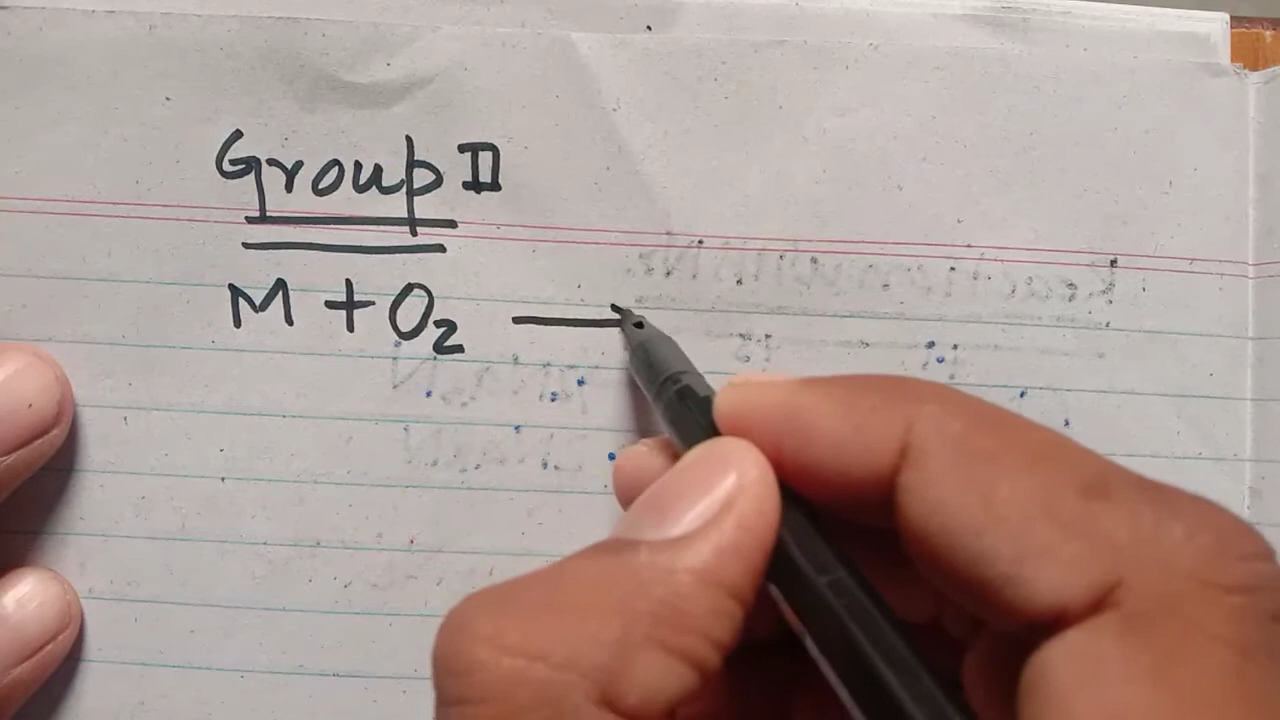 Group II
M + O₂ —